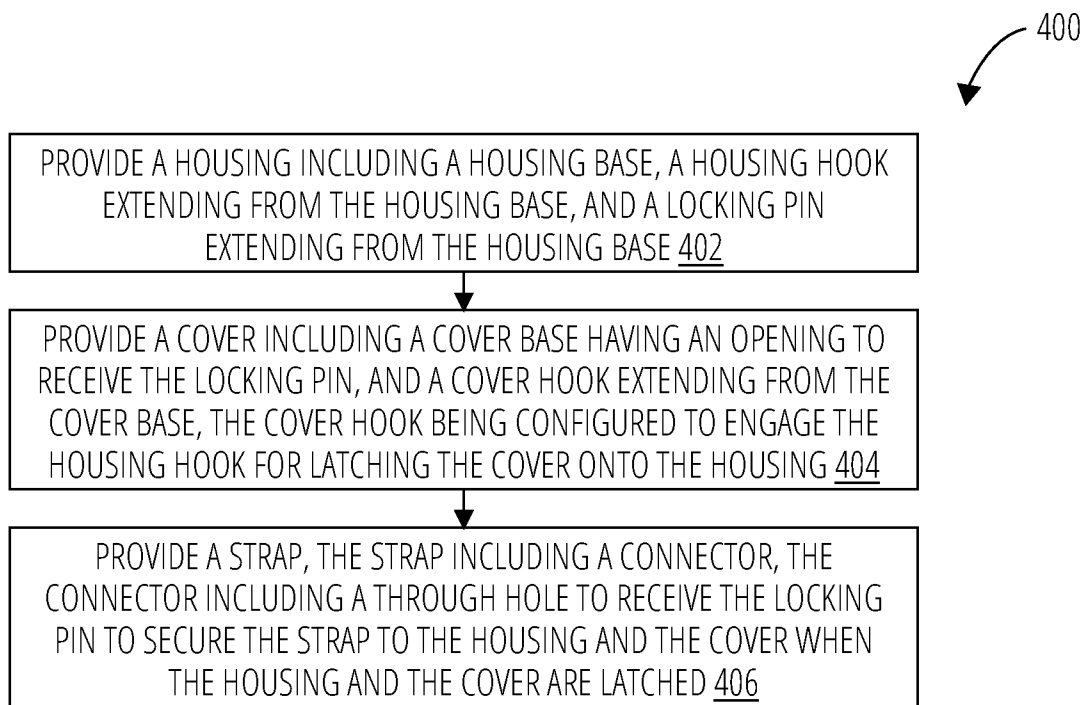 400
PROVIDE A HOUSING INCLUDING A HOUSING BASE, A HOUSING HOOK
EXTENDING FROM THE HOUSING BASE, AND A LOCKING PIN
EXTENDING FROM THE HOUSING BASE 402
PROVIDE A COVER INCLUDING A COVER BASE HAVING AN OPENING TO
RECEIVE THE LOCKING PIN, AND A COVER HOOK EXTENDING FROM THE
COVER BASE, THE COVER HOOK BEING CONFIGURED TO ENGAGE THE
HOUSING HOOK FOR LATCHING THE COVER ONTO THE HOUSING 404
PROVIDE A STRAP, THE STRAP INCLUDING A CONNECTOR, THE
CONNECTOR INCLUDING A THROUGH HOLE TO RECEIVE THE LOCKING
PIN TO SECURE THE STRAP TO THE HOUSING AND THE COVER WHEN
THE HOUSING AND THE COVER ARE LATCHED 406